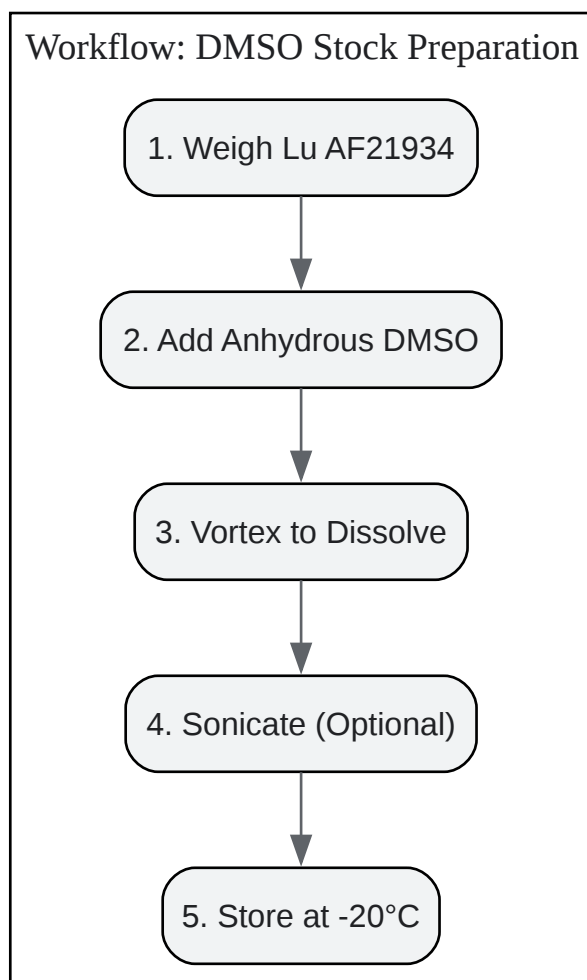 Workflow: DMSO Stock Preparation
1. Weigh Lu AF21934
2. Add Anhydrous DMSO
3. Vortex to Dissolve
4. Sonicate (Optional)
5. Store at -20°C